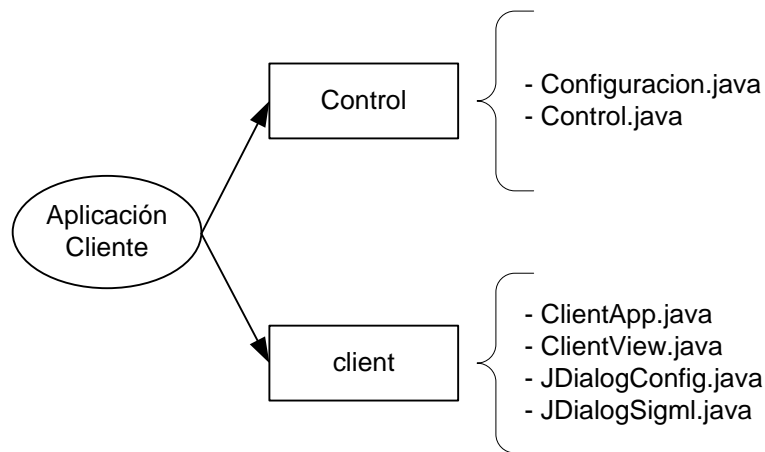 Control
- Configuracion.java
- Control.java
Aplicación
Cliente
client
- ClientApp.java
- ClientView.java
- JDialogConfig.java
- JDialogSigml.java